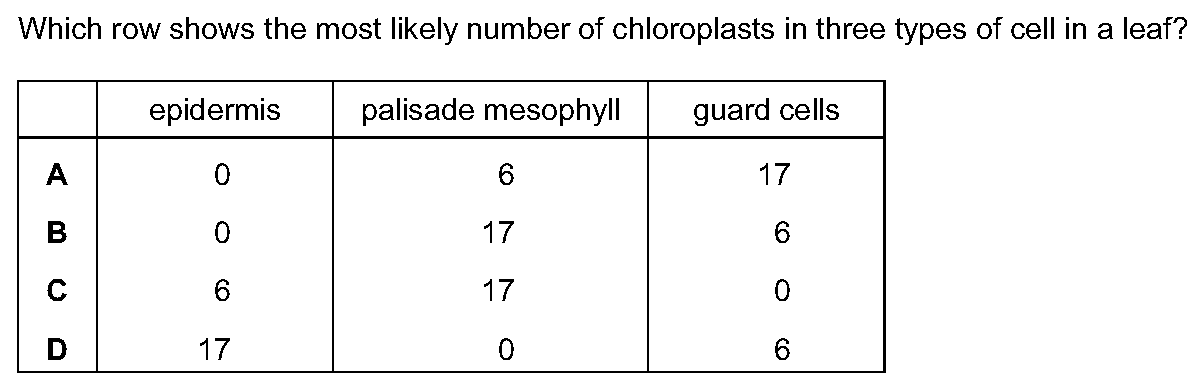 Which row shows the most likely number of chloroplasts in three types of cell in a leaf?
epidermis palisade mesophyll guard cells
A 0 6 17
B 0 17 6
C 6 17 0
D 17 0 6